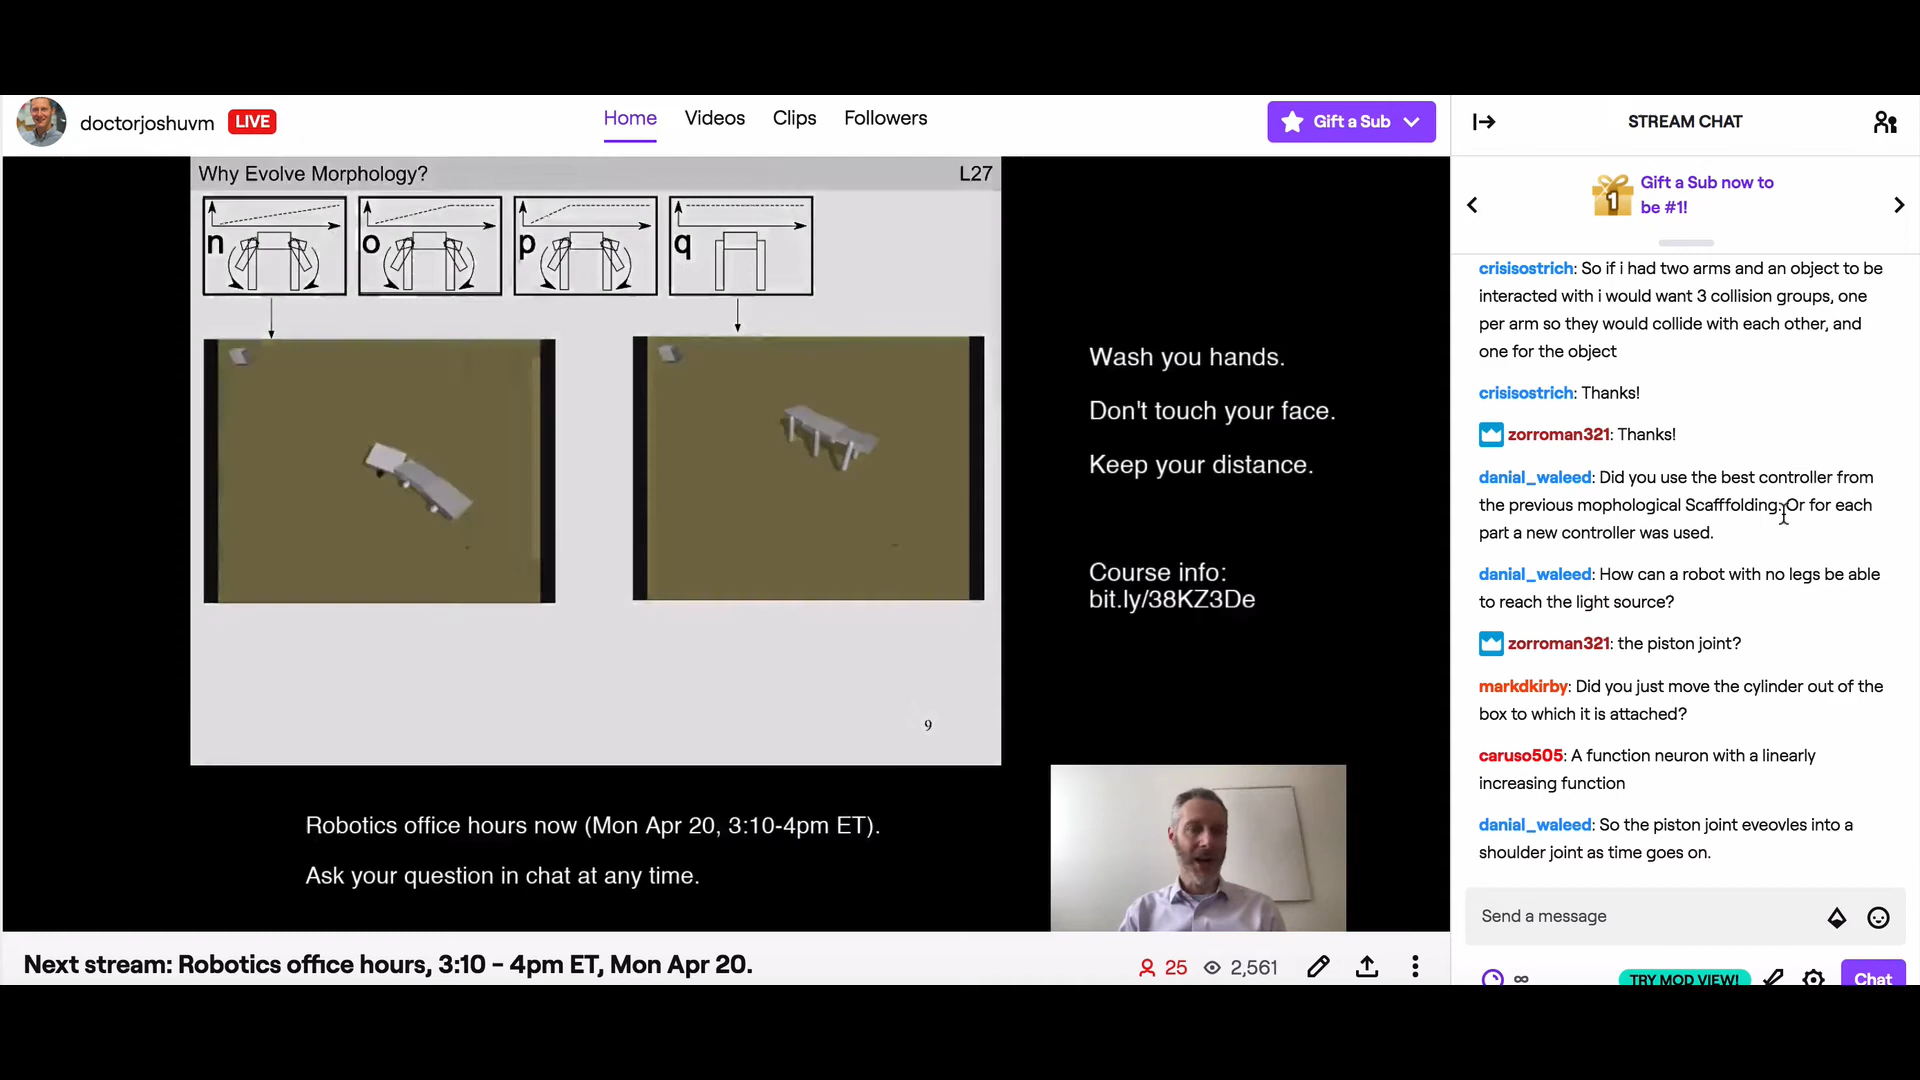 doctorjoshuvm LIVE
Home Videos Clips Followers
Gift a Sub
Why Evolve Morphology? L27
n o p q
9
Wash you hands.
Don't touch your face.
Keep your distance.
Course info:
bit.ly/38KZ3De
Robotics office hours now (Mon Apr 20, 3:10-4pm ET).
Ask your question in chat at any time.
Next stream: Robotics office hours, 3:10 - 4pm ET, Mon Apr 20.
25 2,561
STREAM CHAT
1
Gift a Sub now to
be #1!
crisisostrich: So if i had two arms and an object to be
interacted with i would want 3 collision groups, one
per arm so they would collide with each other, and
one for the object
crisisostrich: Thanks!
zorroman321: Thanks!
danial_waleed: Did you use the best controller from
the previous mophological Scafffolding. Or for each
part a new controller was used.
danial_waleed: How can a robot with no legs be able
to reach the light source?
zorroman321: the piston joint?
markdkirby: Did you just move the cylinder out of the
box to which it is attached?
caruso505: A function neuron with a linearly
increasing function
danial_waleed: So the piston joint eveovles into a
shoulder joint as time goes on.
Send a message
∞ TRY MOD VIEW! Chat